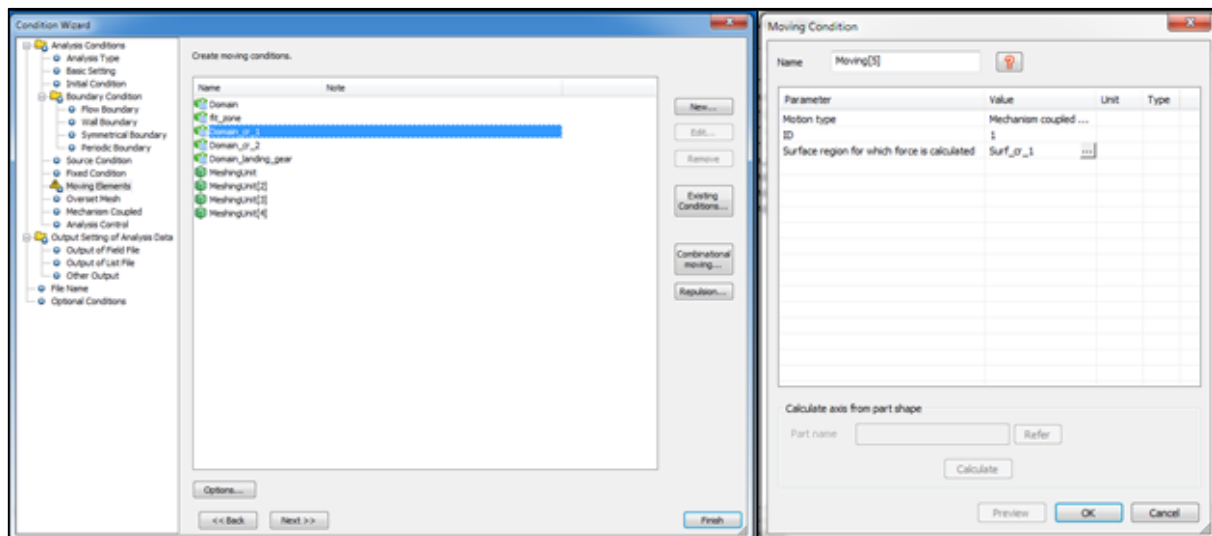 Condition Wizard
Analysis Conditions
Analysis Type
Basic Setting
Initial Condition
Boundary Condition
Flow Boundary
Wall Boundary
Symmetrical Boundary
Periodic Boundary
Source Condition
Fixed Condition
Moving Elements
Overset Mesh
Mechanism Coupled
Analysis Control
Output Setting of Analysis Data
Output of Field File
Output of List File
Other Output
File Name
Optional Conditions
Create moving conditions.
Name Note
Domain
fit_zone
Domain_cr_1
Domain_cr_2
Domain_landing_gear
MeshingUnit
MeshingUnit[2]
MeshingUnit[3]
MeshingUnit[4]
New...
Edit...
Remove
Existing
Conditions...
Combinational
moving...
Repulsion...
Options...
<< Back Next >> Finish
Moving Condition
Name Moving[5]
Parameter Value Unit Type
Motion type Mechanism coupled ...
ID 1
Surface region for which force is calculated Surf_cr_1 ...
Calculate axis from part shape
Part name Refer
Calculate
Preview OK Cancel